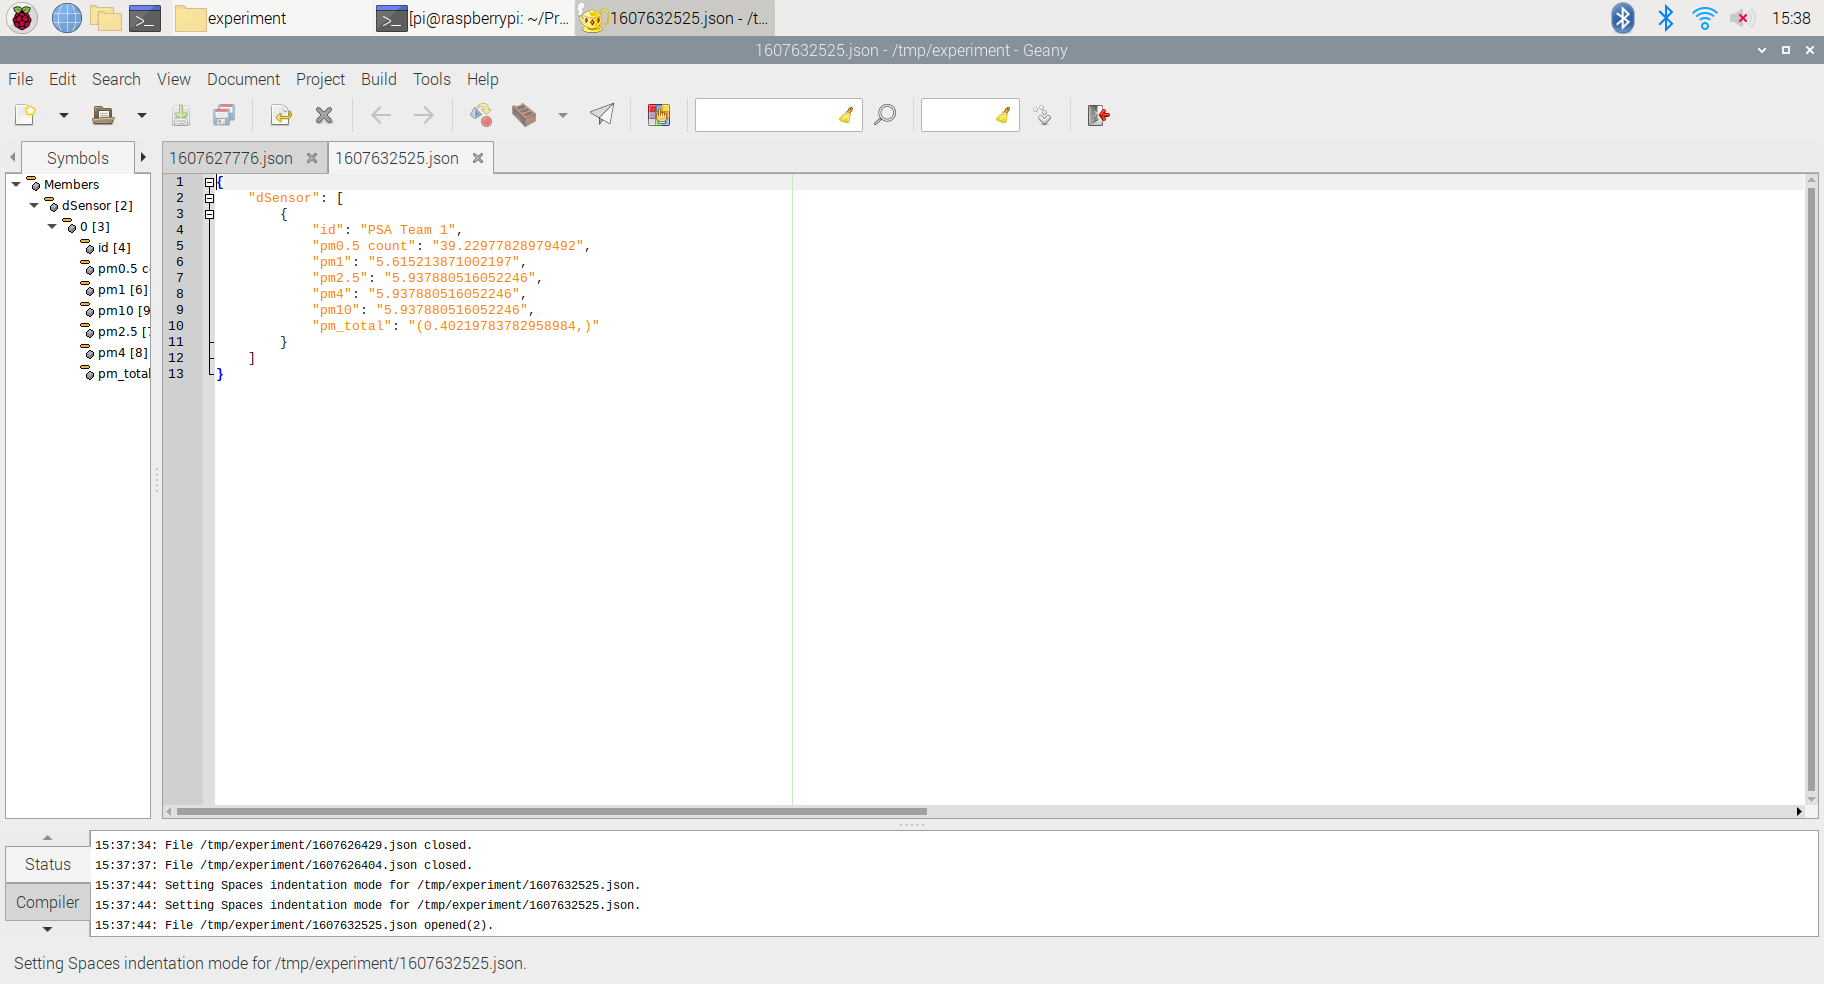 experiment
[pi@raspberrypi: ~/Pr...
1607632525.json - /t...
15:38
1607632525.json - /tmp/experiment - Geany
File Edit Search View Document Project Build Tools Help
Symbols
1607627776.json
1607632525.json
Members
dSensor [2]
0 [3]
id [4]
pm0.5 c
pm1 [6]
pm10 [9
pm2.5 [7
pm4 [8]
pm_total
1 {
2 "dSensor": [
3 {
4 "id": "PSA Team 1",
5 "pm0.5 count": "39.22977828979492",
6 "pm1": "5.615213871002197",
7 "pm2.5": "5.937880516052246",
8 "pm4": "5.937880516052246",
9 "pm10": "5.937880516052246",
10 "pm_total": "(0.40219783782958984,)"
11 }
12 ]
13 }
Status
Compiler
15:37:34: File /tmp/experiment/1607626429.json closed.
15:37:37: File /tmp/experiment/1607626404.json closed.
15:37:44: Setting Spaces indentation mode for /tmp/experiment/1607632525.json.
15:37:44: Setting Spaces indentation mode for /tmp/experiment/1607632525.json.
15:37:44: File /tmp/experiment/1607632525.json opened(2).
Setting Spaces indentation mode for /tmp/experiment/1607632525.json.